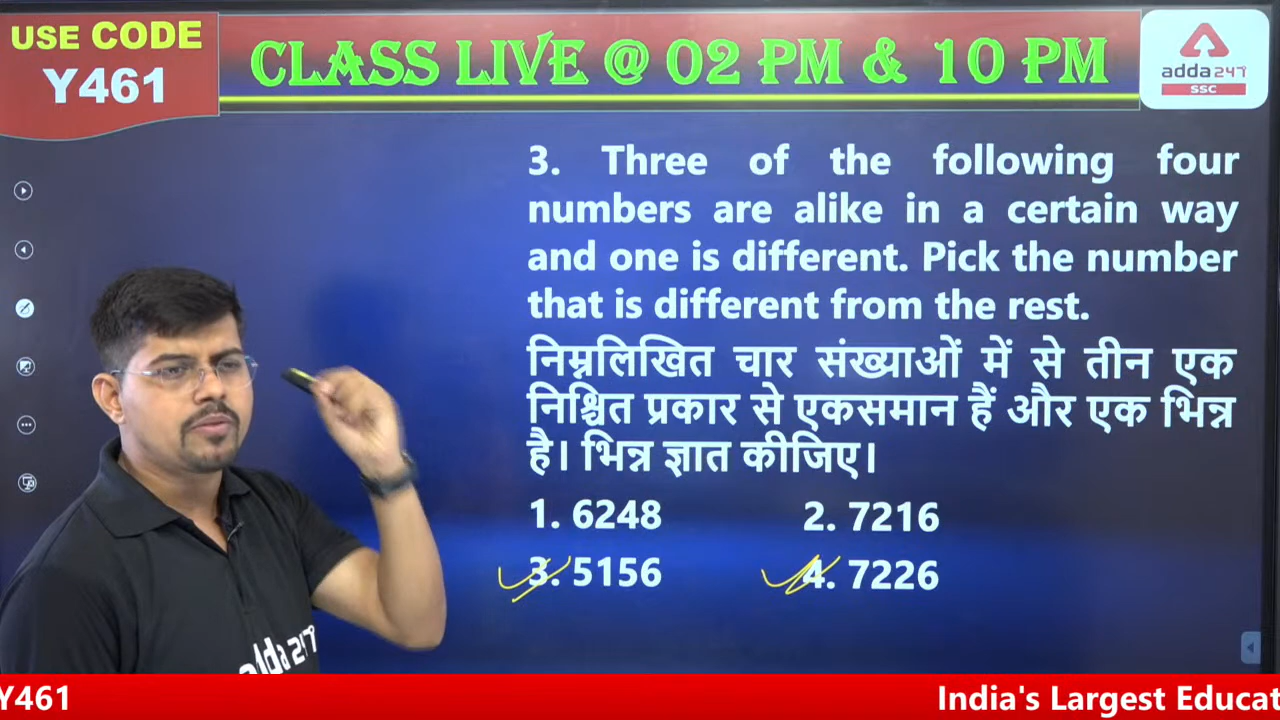 USE CODE
Y461
CLASS LIVE @ 02 PM & 10 PM
adda247
SSC
3. Three of the following four
numbers are alike in a certain way
and one is different. Pick the number
that is different from the rest.
निम्नलिखित चार संख्याओं में से तीन एक
निश्चित प्रकार से एकसमान हैं और एक भिन्न
है। भिन्न ज्ञात कीजिए।
1. 6248 2. 7216
3. 5156 4. 7226
adda247
Y461
India's Largest Educat